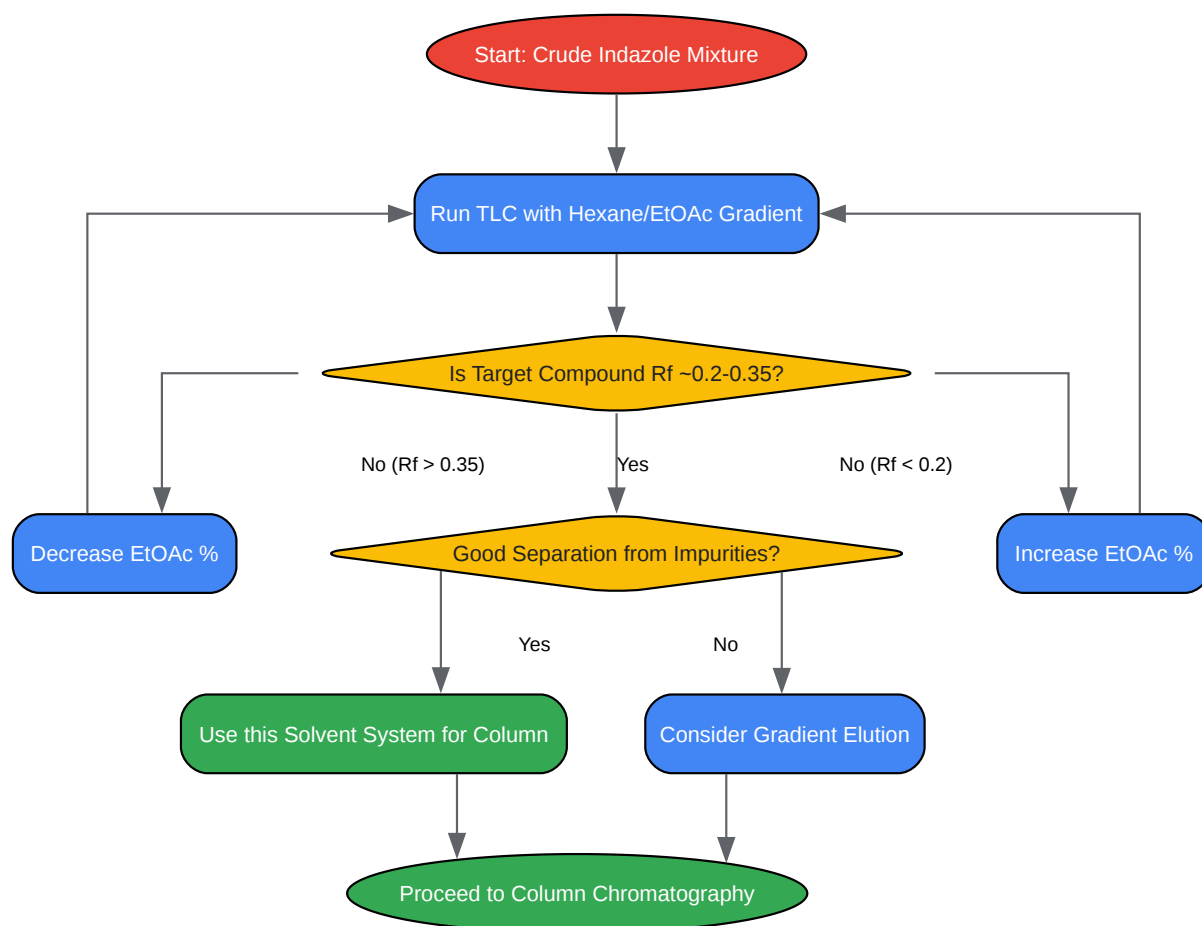 Start: Crude Indazole Mixture
Run TLC with Hexane/EtOAc Gradient
Is Target Compound Rf ~0.2-0.35?
No (Rf > 0.35)
Yes
No (Rf < 0.2)
Decrease EtOAc %
Good Separation from Impurities?
Increase EtOAc %
Yes
No
Use this Solvent System for Column
Consider Gradient Elution
Proceed to Column Chromatography